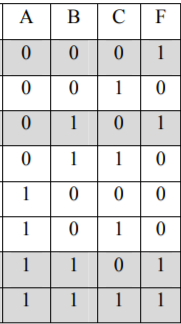 A B C F
0 0 0 1
0 0 1 0
0 1 0 1
0 1 1 0
1 0 0 0
1 0 1 0
1 1 0 1
1 1 1 1